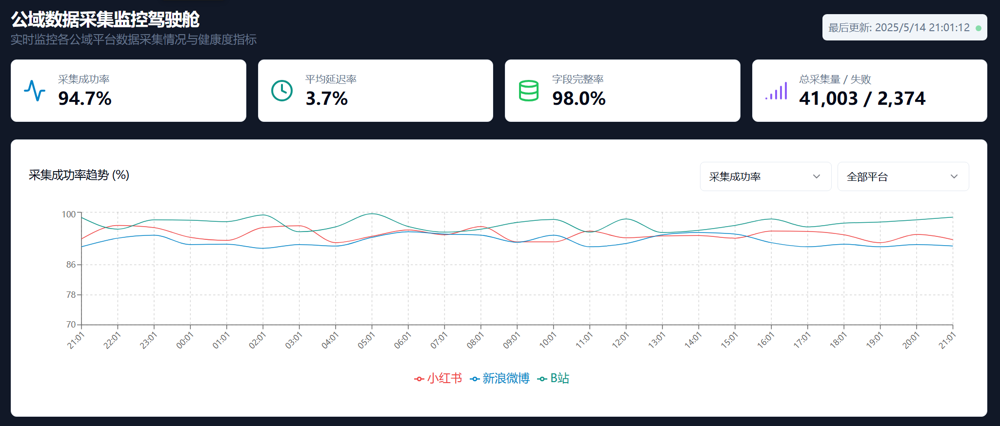 公域数据采集监控驾驶舱
实时监控各公域平台数据采集情况与健康度指标
最后更新: 2025/5/14 21:01:12
采集成功率
94.7%
平均延迟率
3.7%
字段完整率
98.0%
总采集量 / 失败
41,003 / 2,374
采集成功率趋势 (%)
采集成功率
全部平台
100
86
78
70
21:01
22:01
23:01
00:01
01:01
02:01
03:01
04:01
05:01
06:01
07:01
08:01
09:01
10:01
11:01
12:01
13:01
14:01
15:01
16:01
17:01
18:01
19:01
20:01
21:01
小红书
新浪微博
B站